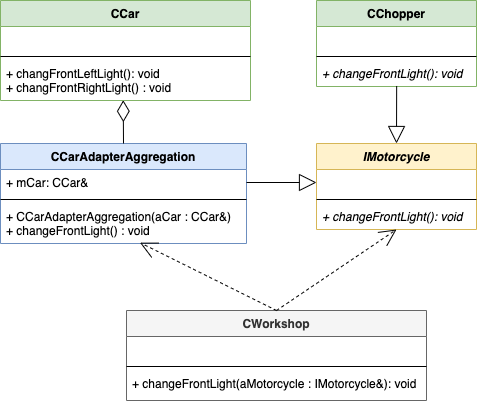 CCar
+ changFrontLeftLight(): void
+ changFrontRightLight() : void
CChopper
+ changeFrontLight(): void
CCarAdapterAggregation
+ mCar: CCar&
+ CCarAdapterAggregation(aCar : CCar&)
+ changeFrontLight() : void
IMotorcycle
+ changeFrontLight(): void
CWorkshop
+ changeFrontLight(aMotorcycle : IMotorcycle&): void